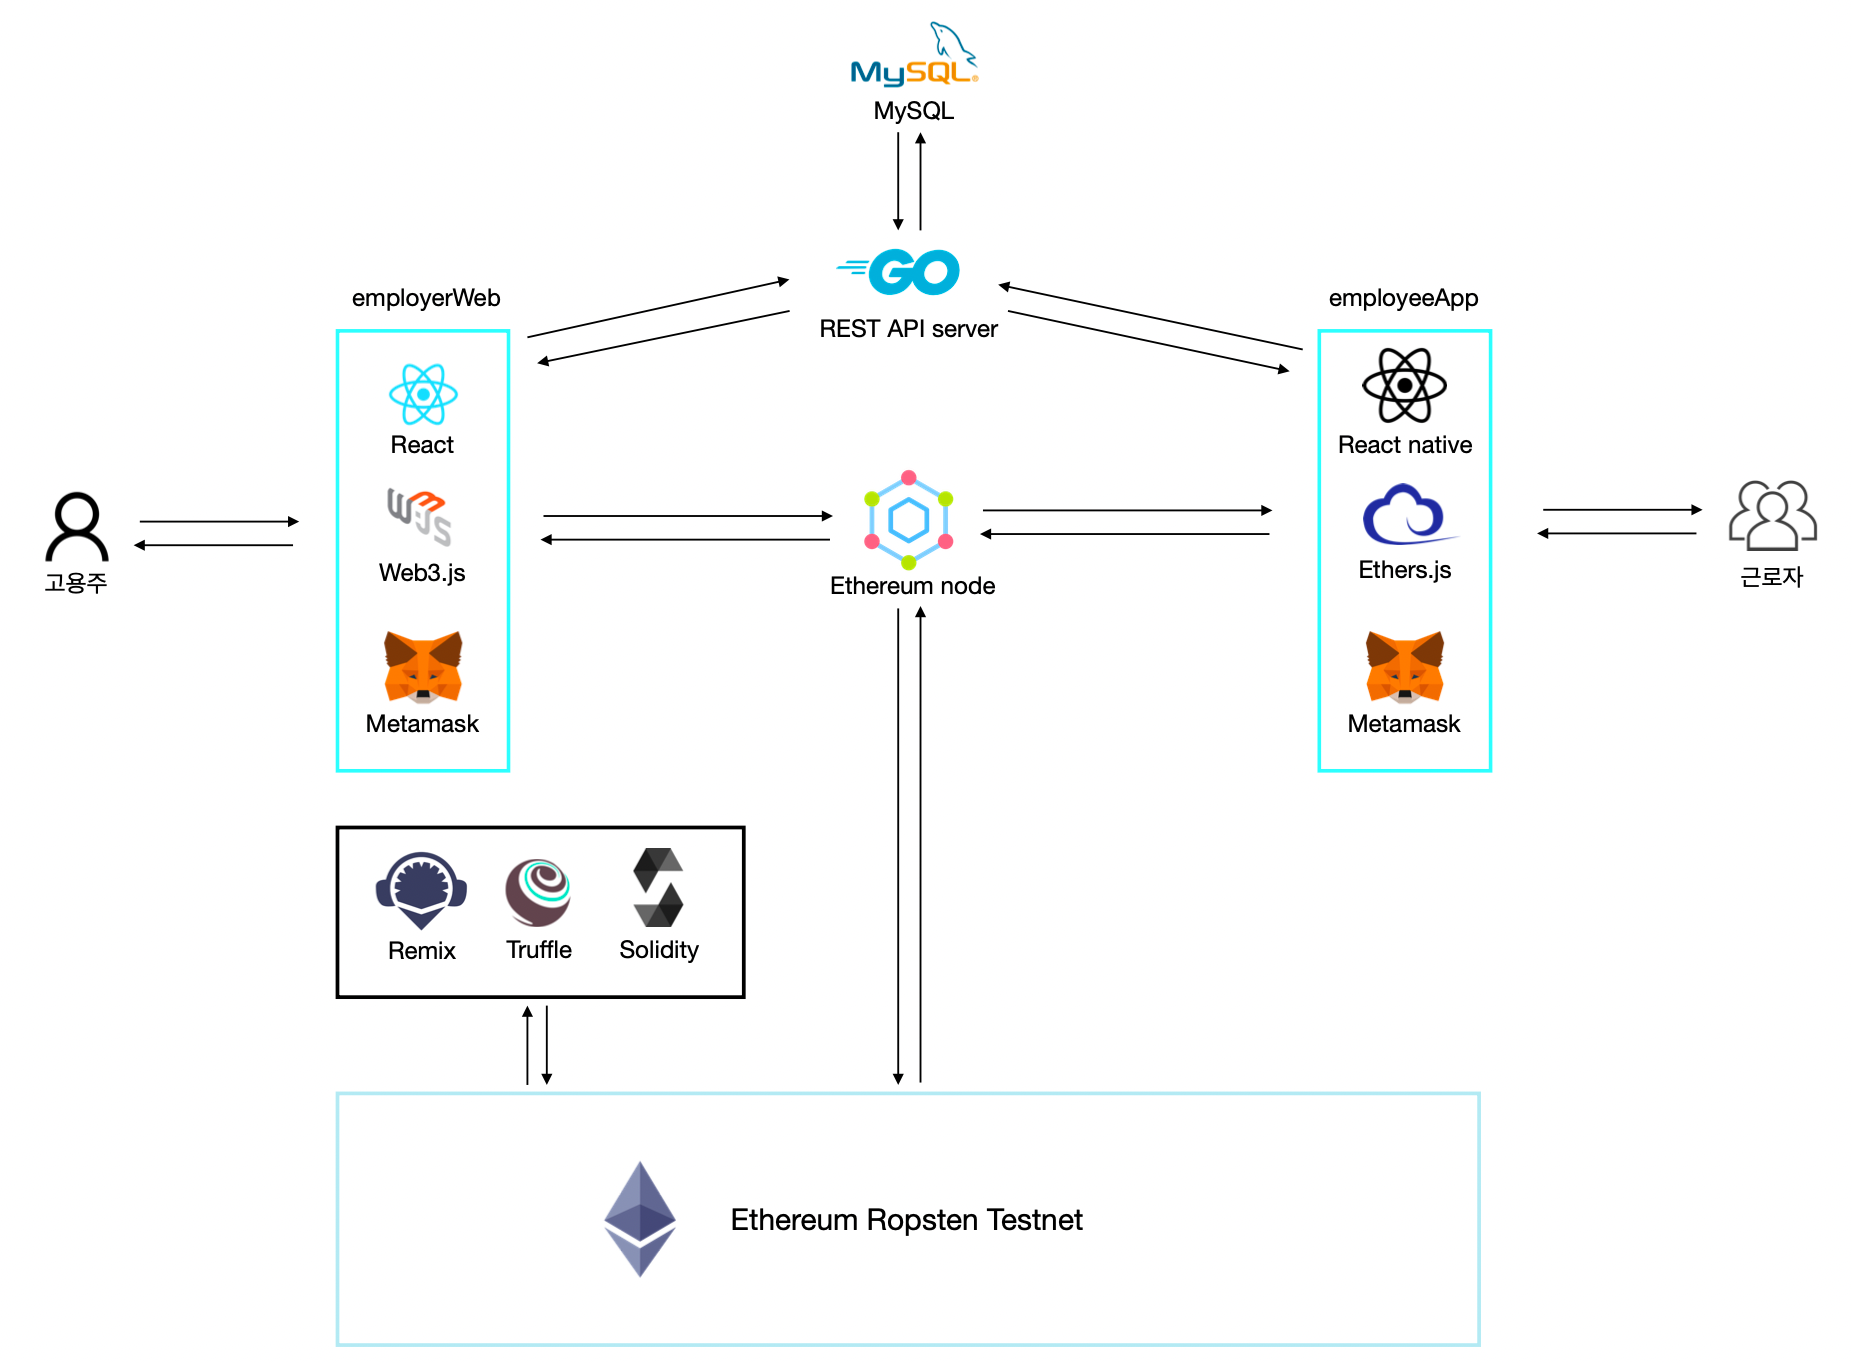 MySQL
MySQL
GO
REST API server
employerWeb
employeeApp
React
React native
W3JS
Web3.js
Ethers.js
고용주
Ethereum node
근로자
Metamask
Metamask
Remix
Truffle
Solidity
Ethereum Ropsten Testnet